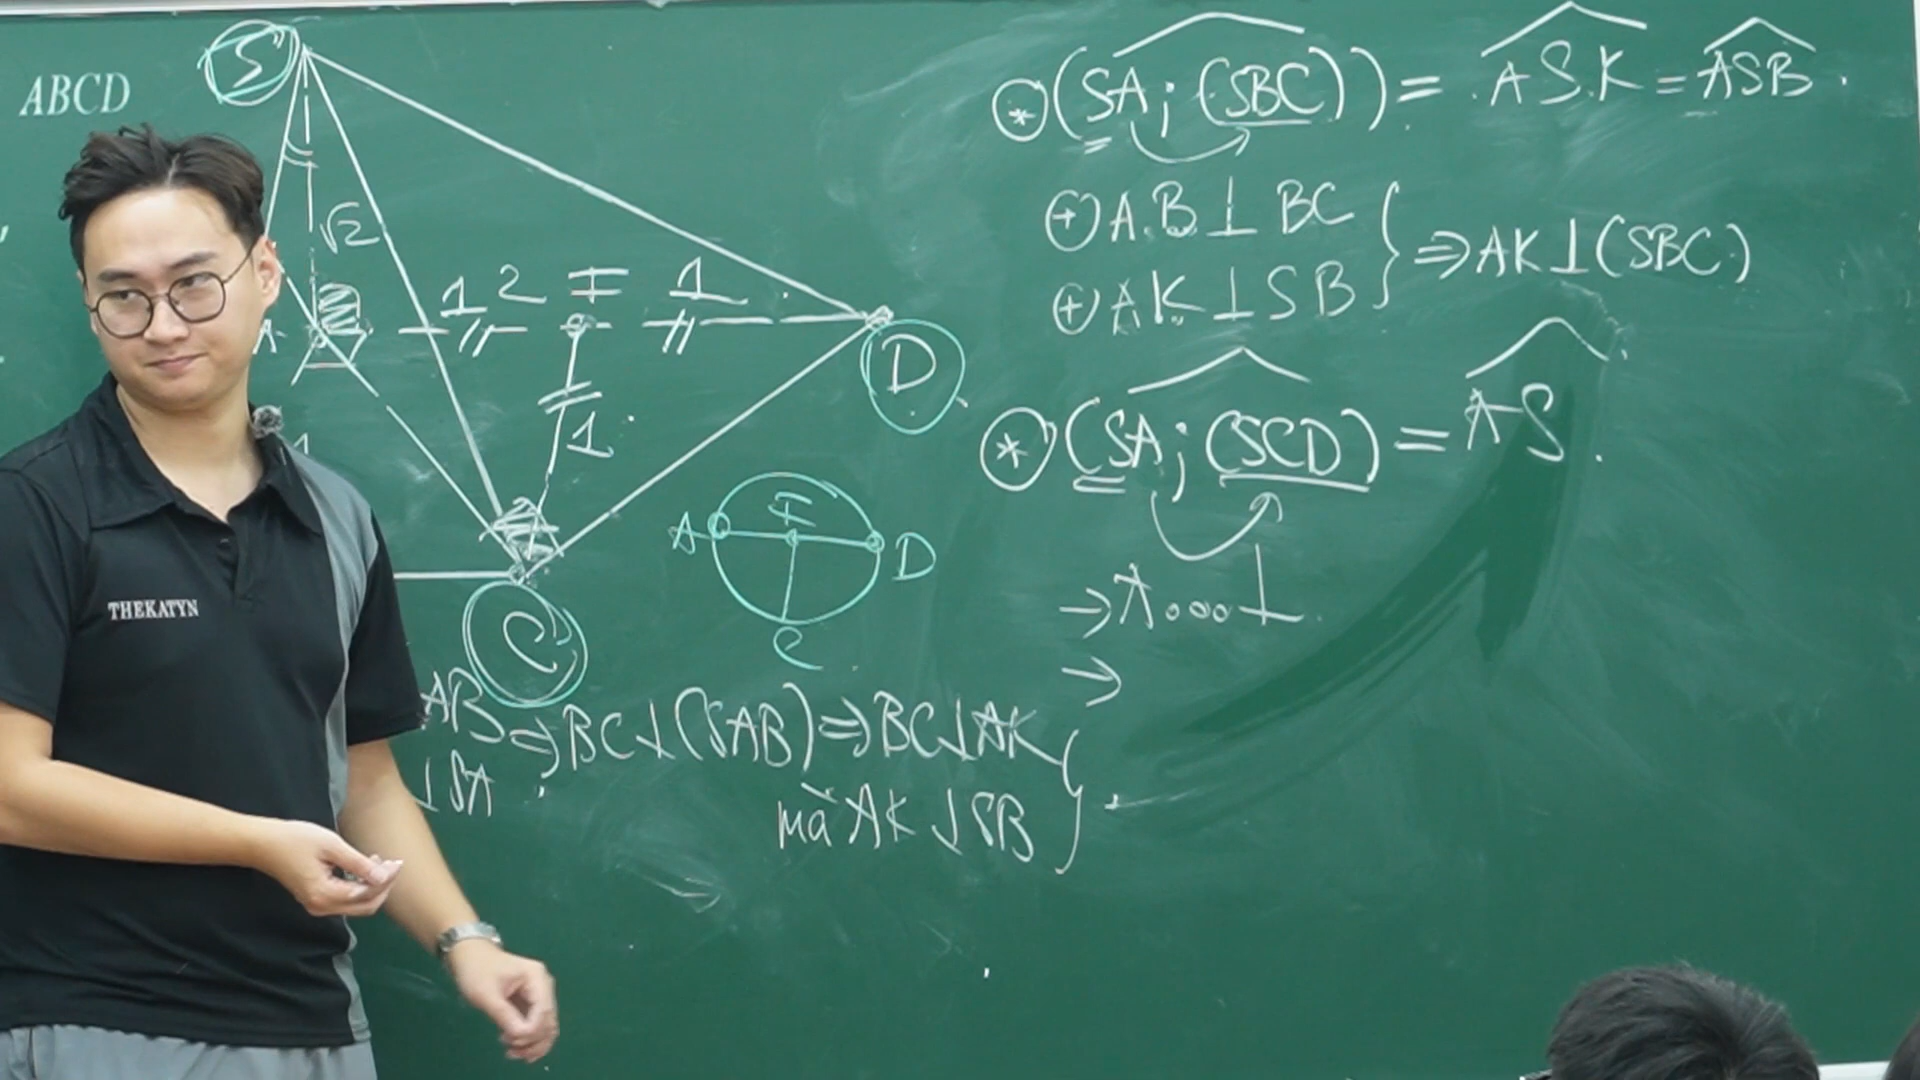 ABCD
S
√2
1 2 I 1
A
D
1
1
C
A I D
C
(*) (SA; (SBC)) = ASK = ASB.
(+) AB ⊥ BC
(+) AK ⊥ SB } ⇒ AK ⊥ (SBC)
(*) (SA; (SCD)) = AS
→ A...⊥
→
AB ⇒ BC ⊥ (SAB) ⇒ BC ⊥ AK }
⊥ SA
mà AK ⊥ SB
THEKATYN